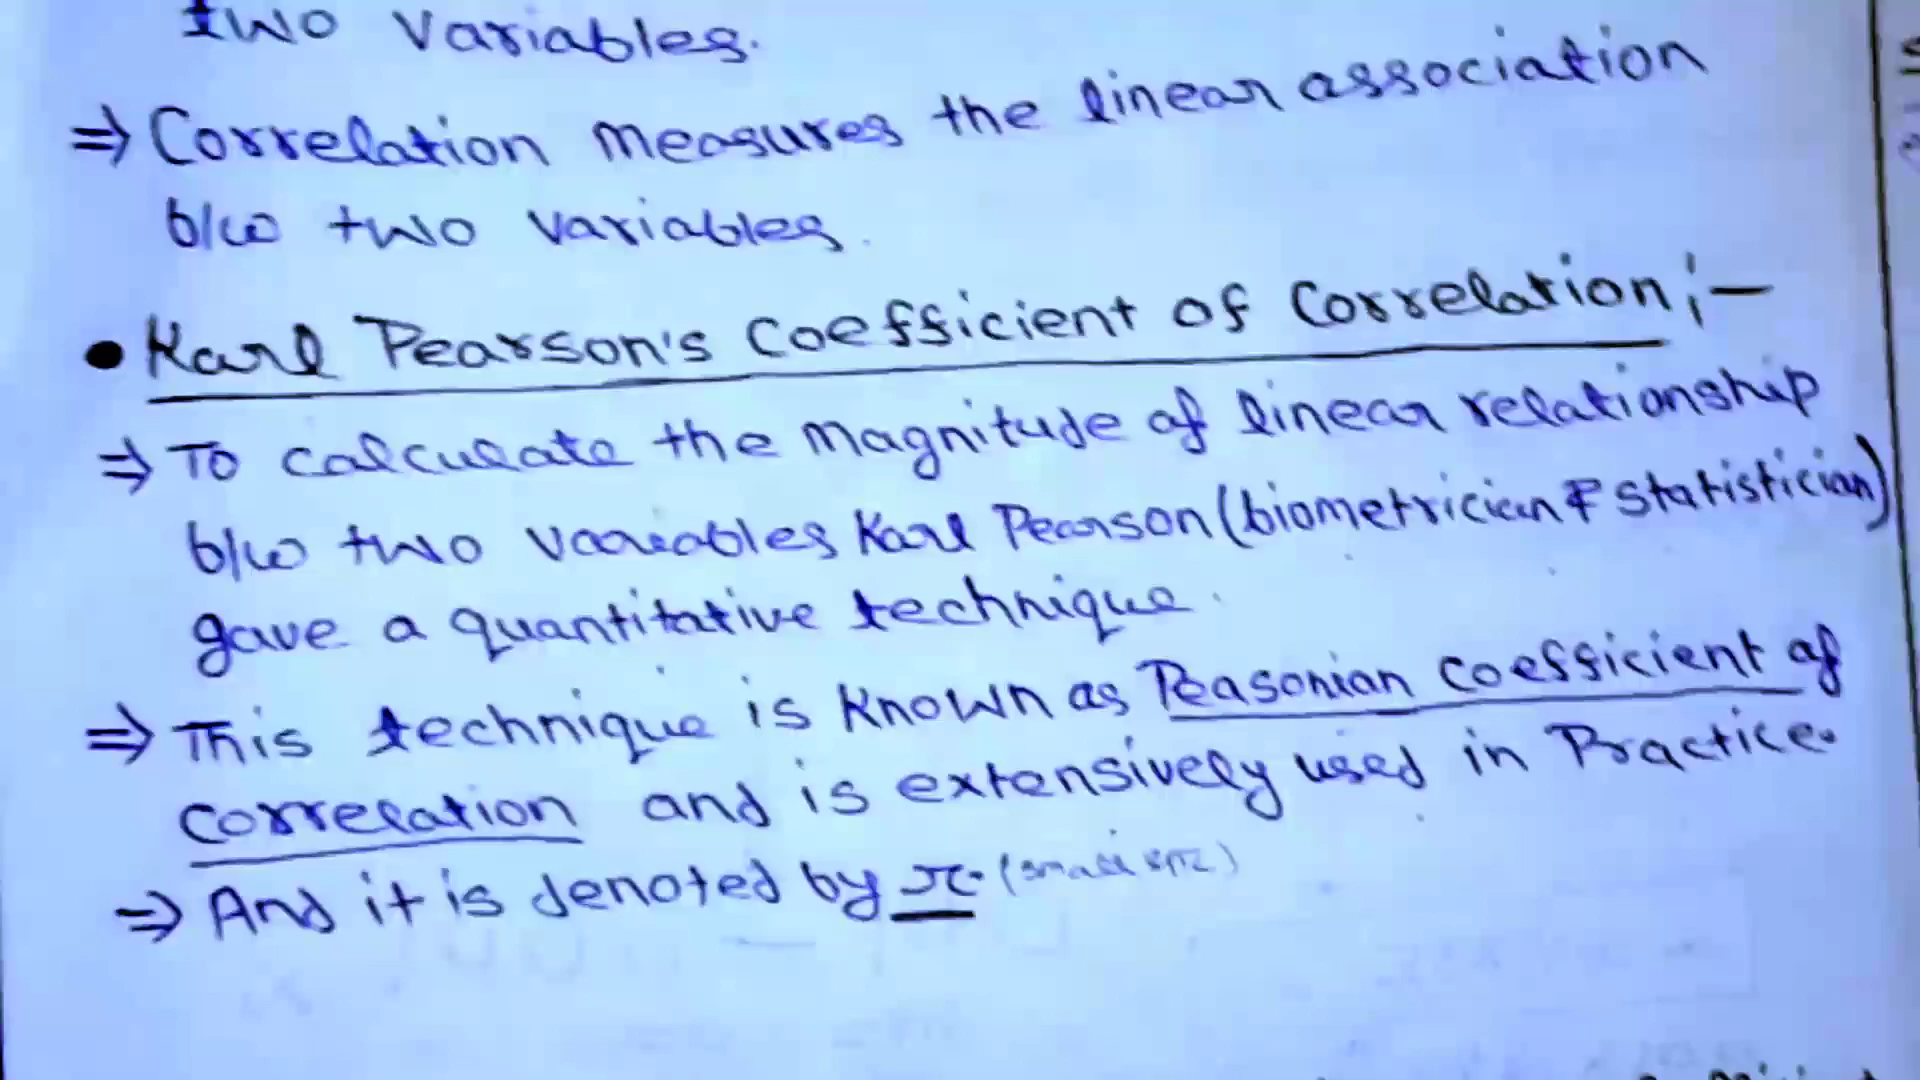 two variables.
⇒ Correlation measures the linear association
b/w two variables.
• Karl Pearson's Coefficient of Correlation;-
⇒ To calculate the magnitude of linear relationship
b/w two variables Karl Pearson (biometrician & statistician)
gave a quantitative technique.
⇒ This technique is known as Peasonian coefficient of
correlation and is extensively used in Practice.
⇒ And it is denoted by r. (small